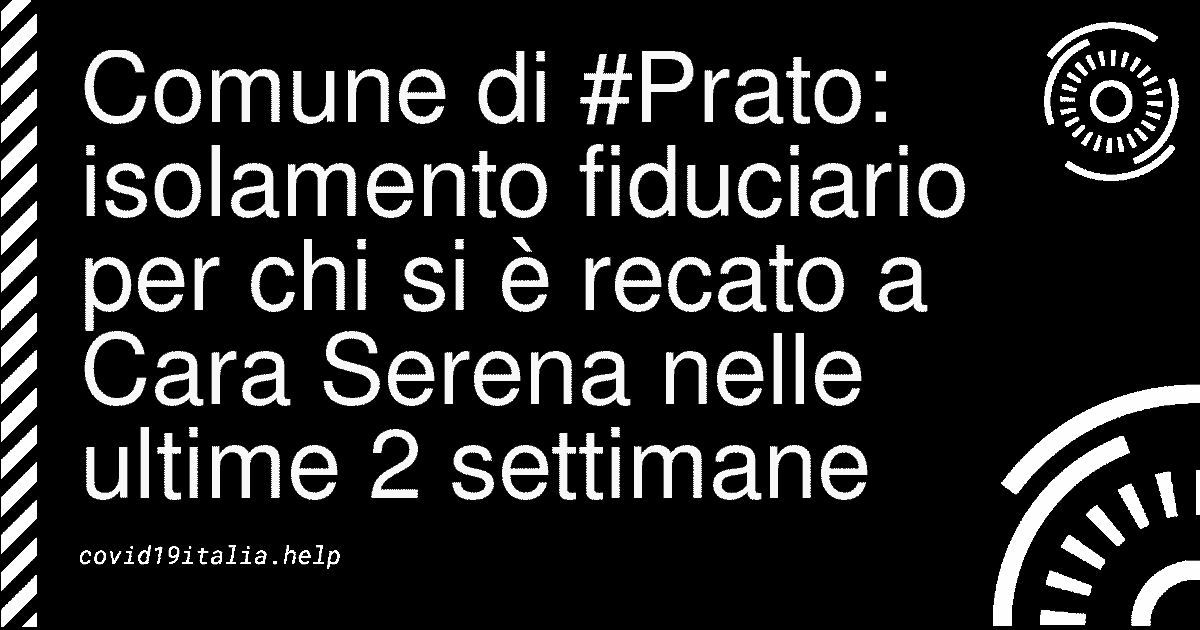 Comune di #Prato:
isolamento fiduciario
per chi si è recato a
Cara Serena nelle
ultime 2 settimane
covid19italia.help